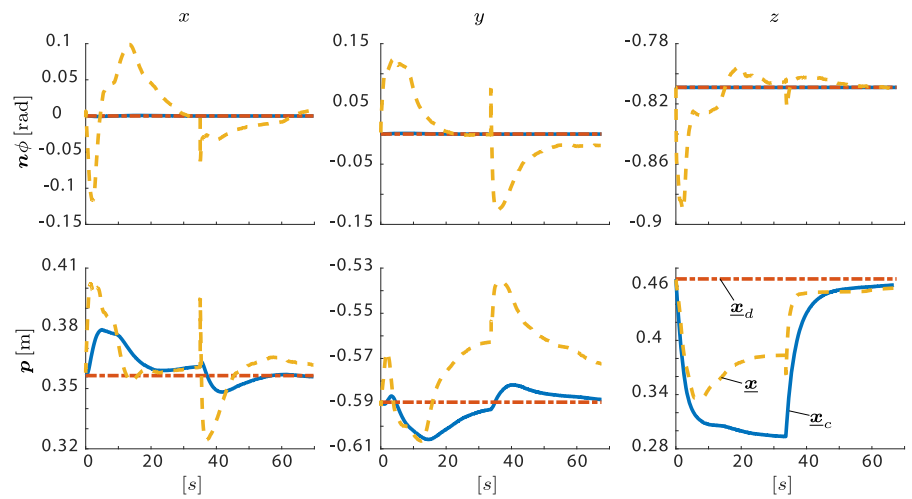 x y z
0.1 0.15 -0.78
0.05 0.05 -0.82
0 -0.05 -0.86
-0.05 -0.15 -0.9
-0.1
-0.15
nϕ [rad]
0.41 -0.53 0.46
0.38 -0.57 0.4
0.35 -0.59 0.34
0.32 -0.61 0.28
p [m]
x_d
x
x_c
0 20 40 60 0 20 40 60 0 20 40 60
[s] [s] [s]